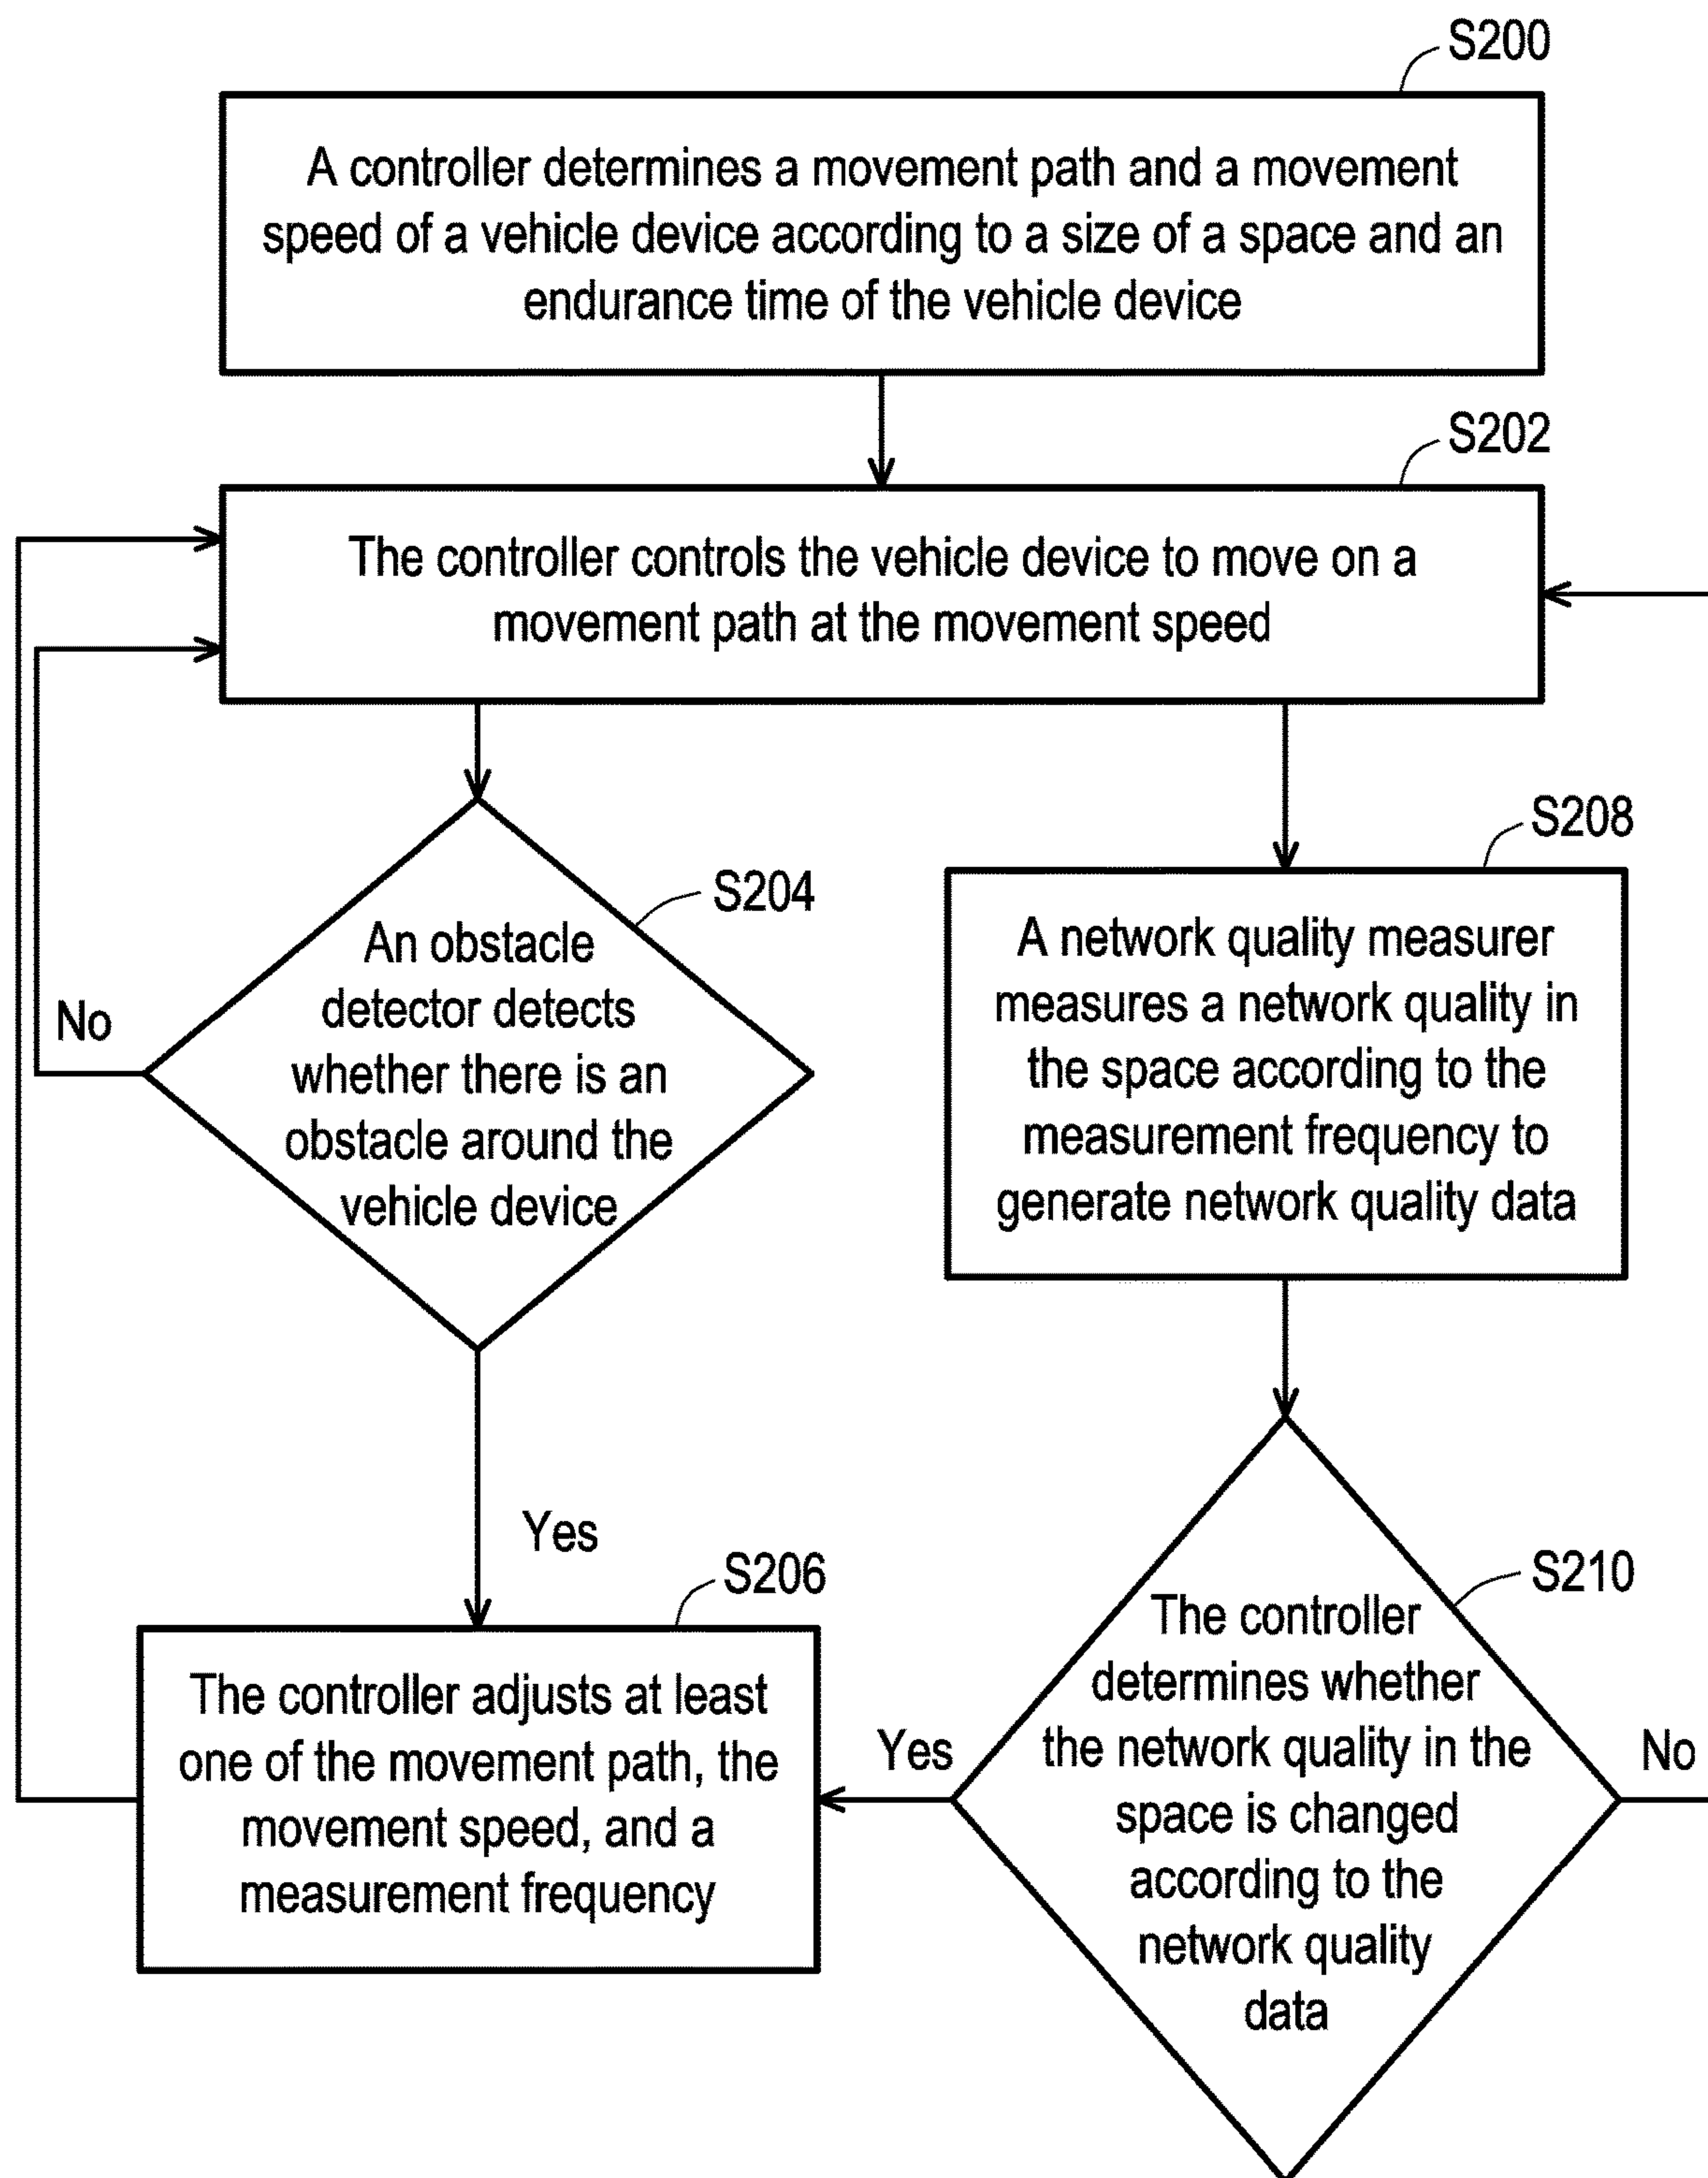 S200
A controller determines a movement path and a movement
speed of a vehicle device according to a size of a space and an
endurance time of the vehicle device
S202
The controller controls the vehicle device to move on a
movement path at the movement speed
S204
An obstacle
detector detects
whether there is an
obstacle around the
vehicle device
No
Yes
S208
A network quality measurer
measures a network quality in
the space according to the
measurement frequency to
generate network quality data
S206
The controller adjusts at least
one of the movement path, the
movement speed, and a
measurement frequency
S210
The controller
determines whether
the network quality in the
space is changed
according to the
network quality
data
Yes
No